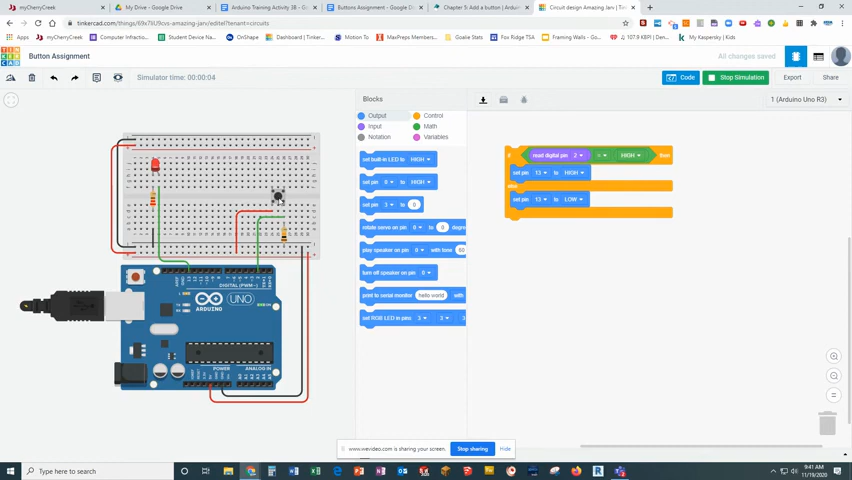 myCherryCreek
My Drive - Google Drive
Arduino Training Activity 3B - G
Buttons Assignment - Google D
Chapter 5: Add a button | Arduin
Circuit design Amazing Jarv | Tin
tinkercad.com/things/
=circuits
myCherryCreek
Computer Infractio...
Student Device Na...
OnShape
Dashboard | Tinker...
Motion To
MaxPreps Membersh...
Goalie Stats
Fox Ridge TSA
Framing Walls - Goo...
107.9 KBPI | Denver...
My Kaspersky | Kids
TIN
KER
CAD
Button Assignment
All changes saved
Simulator time: 00:00:04
Code
Stop Simulation
Export
Share
Blocks
1 (Arduino Uno R3)
Output
Control
Input
Math
Notation
Variables
set built-in LED to HIGH
set pin 0 to HIGH
set pin 3 to 0
rotate servo on pin 0 to 0 degree
play speaker on pin 0 with tone 60
turn off speaker on pin 0
print to serial monitor hello world with
set RGB LED in pins 3 3 3
if read digital pin 2 = HIGH then
set pin 13 to HIGH
else
set pin 13 to LOW
DIGITAL (PWM~)
ARDUINO
UNO
POWER
ANALOG IN
www.wevideo.com is sharing your screen.
Stop sharing
Hide
Type here to search
9:41 AM
11/19/2020